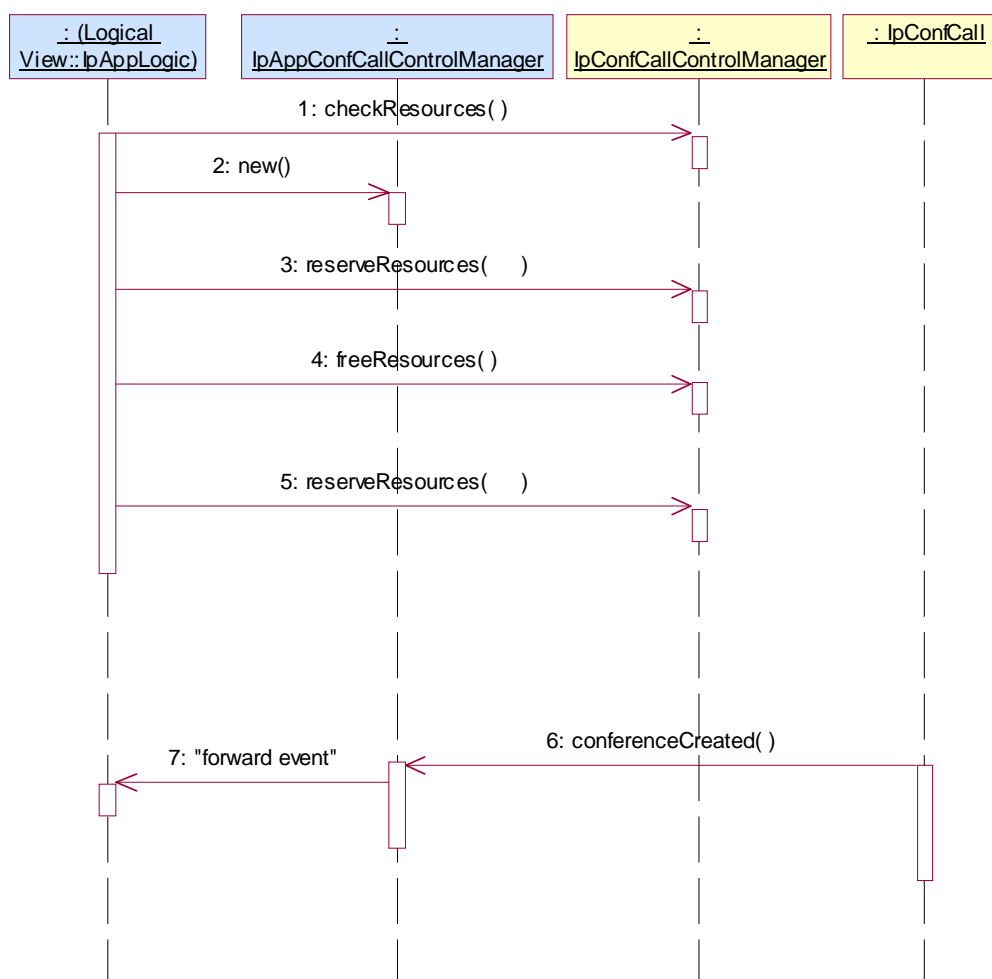 : (Logical
View::IpAppLogic)
:
IpAppConfCallControlManager
:
IpConfCallControlManager
: IpConfCall
1: checkResources( )
2: new()
3: reserveResources(     )
4: freeResources( )
5: reserveResources(     )
6: conferenceCreated( )
7: "forward event"